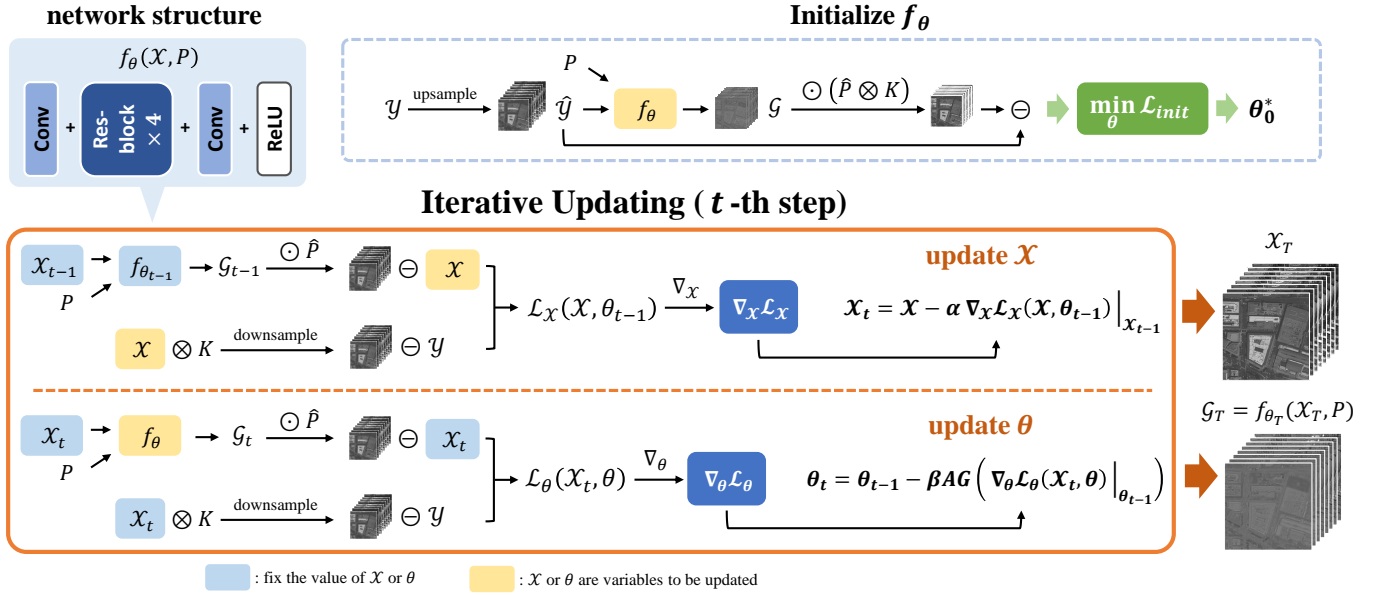 network structure
f_θ(𝒳, P)
Conv + Res-block × 4 + Conv + ReLU
Initialize f_θ
P
𝒴 upsample 𝒴̂ f_θ 𝒢 ⊙ (P̂ ⊗ K) ⊖ min_θ ℒ_init θ_0^*
Iterative Updating ( t -th step)
𝒳_{t−1} f_{θ_{t−1}} 𝒢_{t−1} ⊙ P̂ ⊖ 𝒳
P
𝒳 ⊗ K downsample ⊖ 𝒴
ℒ_𝒳(𝒳, θ_{t−1}) ∇_𝒳 ∇_𝒳ℒ_𝒳
update 𝒳
𝒳_t = 𝒳 − α ∇_𝒳ℒ_𝒳(𝒳, θ_{t−1}) |_{𝒳_{t−1}}
𝒳_t f_θ 𝒢_t ⊙ P̂ ⊖ 𝒳_t
P
𝒳_t ⊗ K downsample ⊖ 𝒴
ℒ_θ(𝒳_t, θ) ∇_θ ∇_θℒ_θ
update θ
θ_t = θ_{t−1} − βAG ( ∇_θℒ_θ(𝒳_t, θ) |_{θ_{t−1}} )
𝒳_T
𝒢_T = f_{θ_T}(𝒳_T, P)
: fix the value of 𝒳 or θ
: 𝒳 or θ are variables to be updated